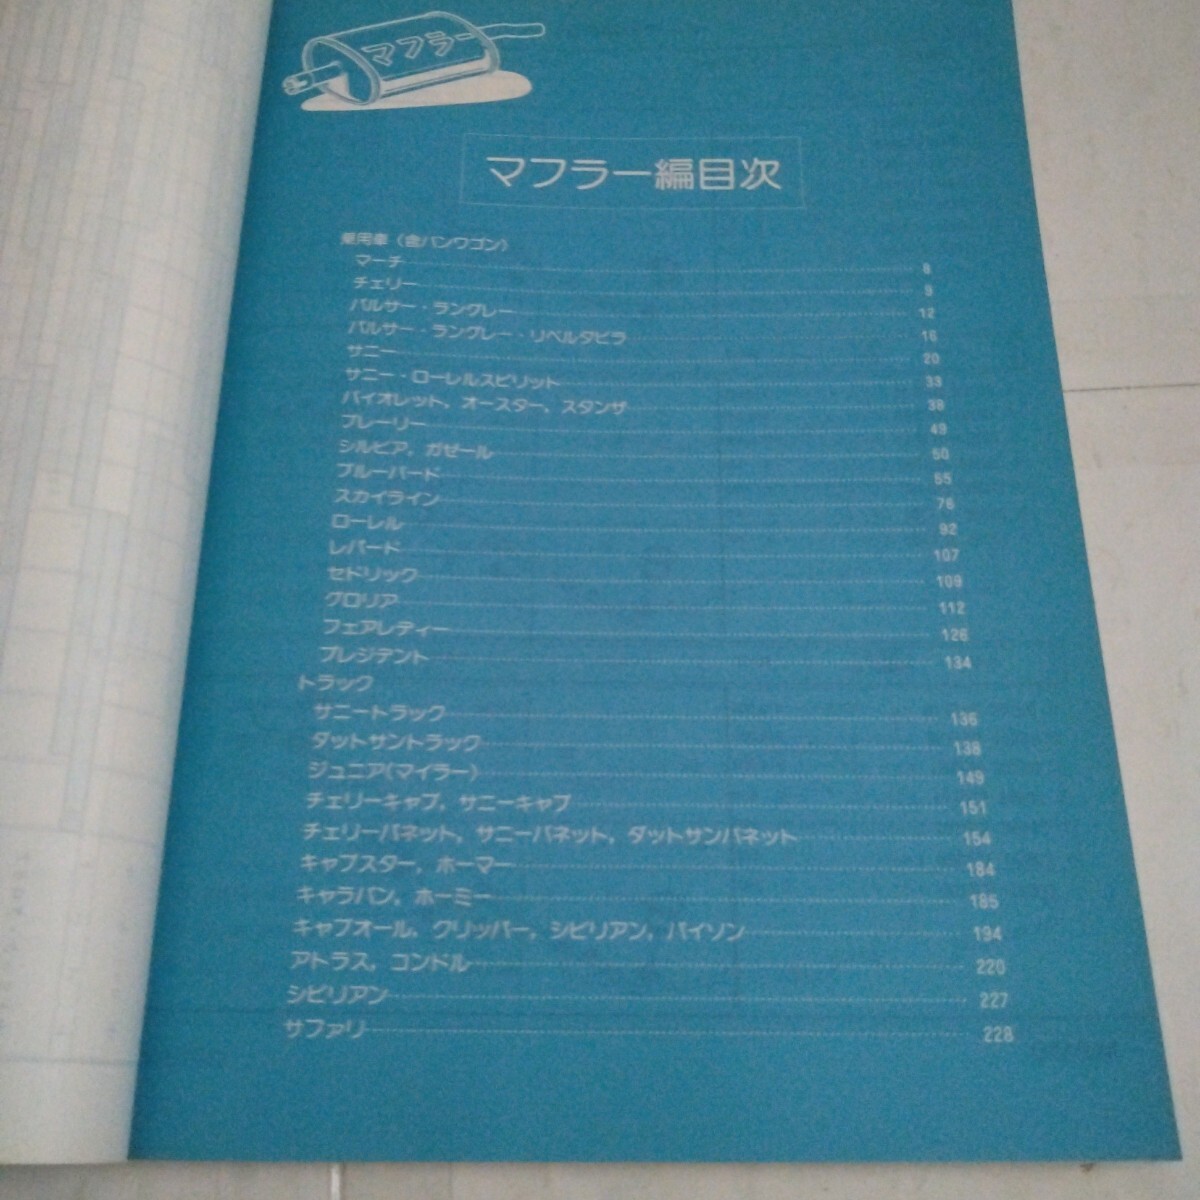 マフラー
マフラー編目次
乗用車（含バンワゴン）
マーチ 8
チェリー 9
パルサー・ラングレー 12
パルサー・ラングレー・リベルタビラ 16
サニー 20
サニー・ローレルスピリット 33
バイオレット，オースター，スタンザ 38
プレーリー 49
シルビア，ガゼール 50
ブルーバード 55
スカイライン 76
ローレル 92
レパード 107
セドリック 109
グロリア 112
フェアレディー 126
プレジデント 134
トラック
サニートラック 136
ダットサントラック 138
ジュニア(マイラー) 149
チェリーキャブ，サニーキャブ 151
チェリーバネット，サニーバネット，ダットサンバネット 154
キャブスター，ホーマー 184
キャラバン，ホーミー 185
キャブオール，クリッパー，シビリアン，バイソン 194
アトラス，コンドル 220
シビリアン 227
サファリ 228